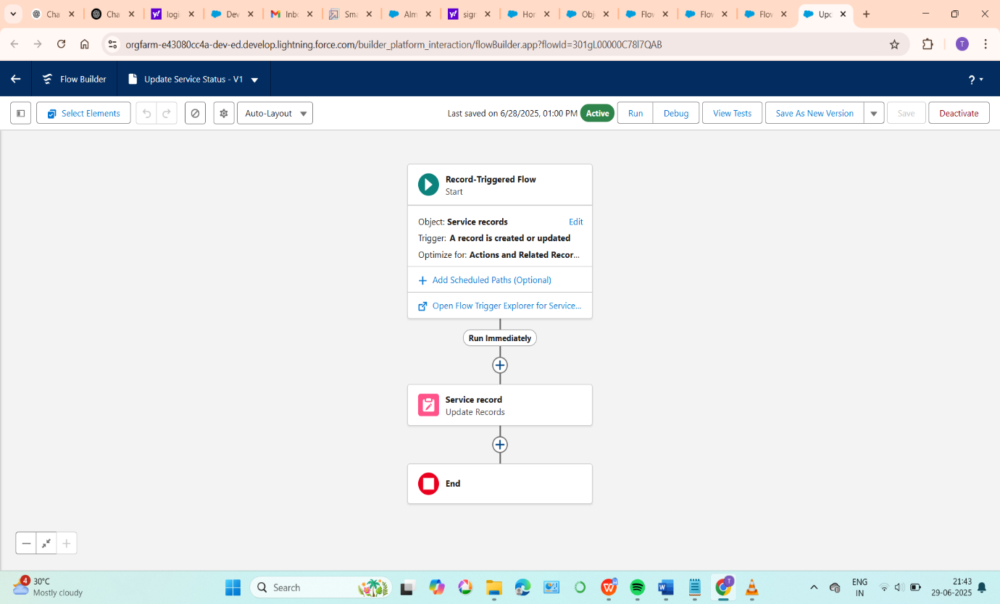 Cha
Cha
logi
Dev
Inbc
Sma
Alm
sigr
Hor
Obj
Flov
Flov
Flov
Upc
orgfarm-e43080cc4a-dev-ed.develop.lightning.force.com/builder_platform_interaction/flowBuilder.app?flowId=301gL00000C78l7QAB
T
Flow Builder
Update Service Status - V1
?
Select Elements
Auto-Layout
Last saved on 6/28/2025, 01:00 PM
Active
Run
Debug
View Tests
Save As New Version
Save
Deactivate
Record-Triggered Flow
Start
Object: Service records
Edit
Trigger: A record is created or updated
Optimize for: Actions and Related Recor...
Add Scheduled Paths (Optional)
Open Flow Trigger Explorer for Service...
Run Immediately
Service record
Update Records
End
4
30°C
Mostly cloudy
Search
ENG
IN
21:43
29-06-2025